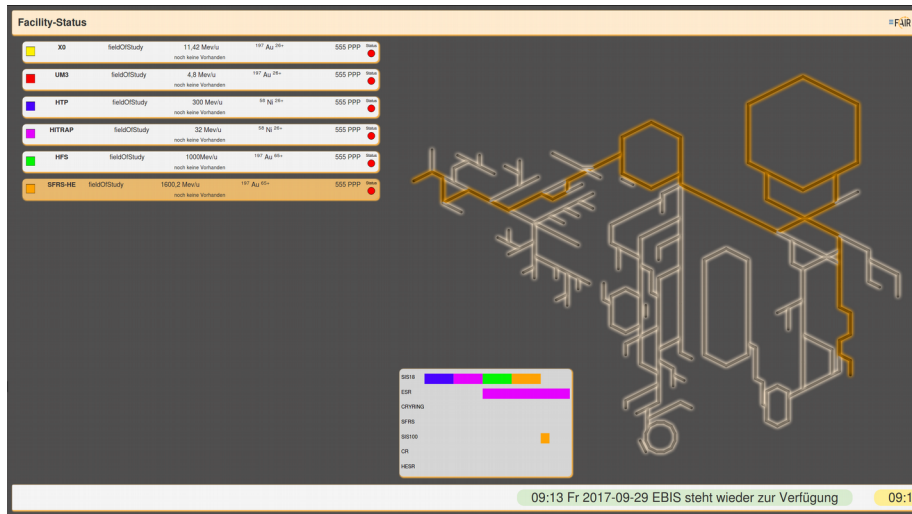 Facility-Status
FAIR
X0 fieldOfStudy 11,42 Mev/u 197 Au 26+ 555 PPP Status
noch keine Vorhanden
UM3 fieldOfStudy 4,8 Mev/u 197 Au 26+ 555 PPP Status
noch keine Vorhanden
HTP fieldOfStudy 300 Mev/u 58 Ni 26+ 555 PPP Status
noch keine Vorhanden
HITRAP fieldOfStudy 32 Mev/u 58 Ni 26+ 555 PPP Status
noch keine Vorhanden
HFS fieldOfStudy 1000Mev/u 197 Au 65+ 555 PPP Status
noch keine Vorhanden
SFRS-HE fieldOfStudy 1600,2 Mev/u 197 Au 65+ 555 PPP Status
noch keine Vorhanden
SIS18
ESR
CRYRING
SFRS
SIS100
CR
HESR
09:13 Fr 2017-09-29 EBIS steht wieder zur Verfügung 09:1